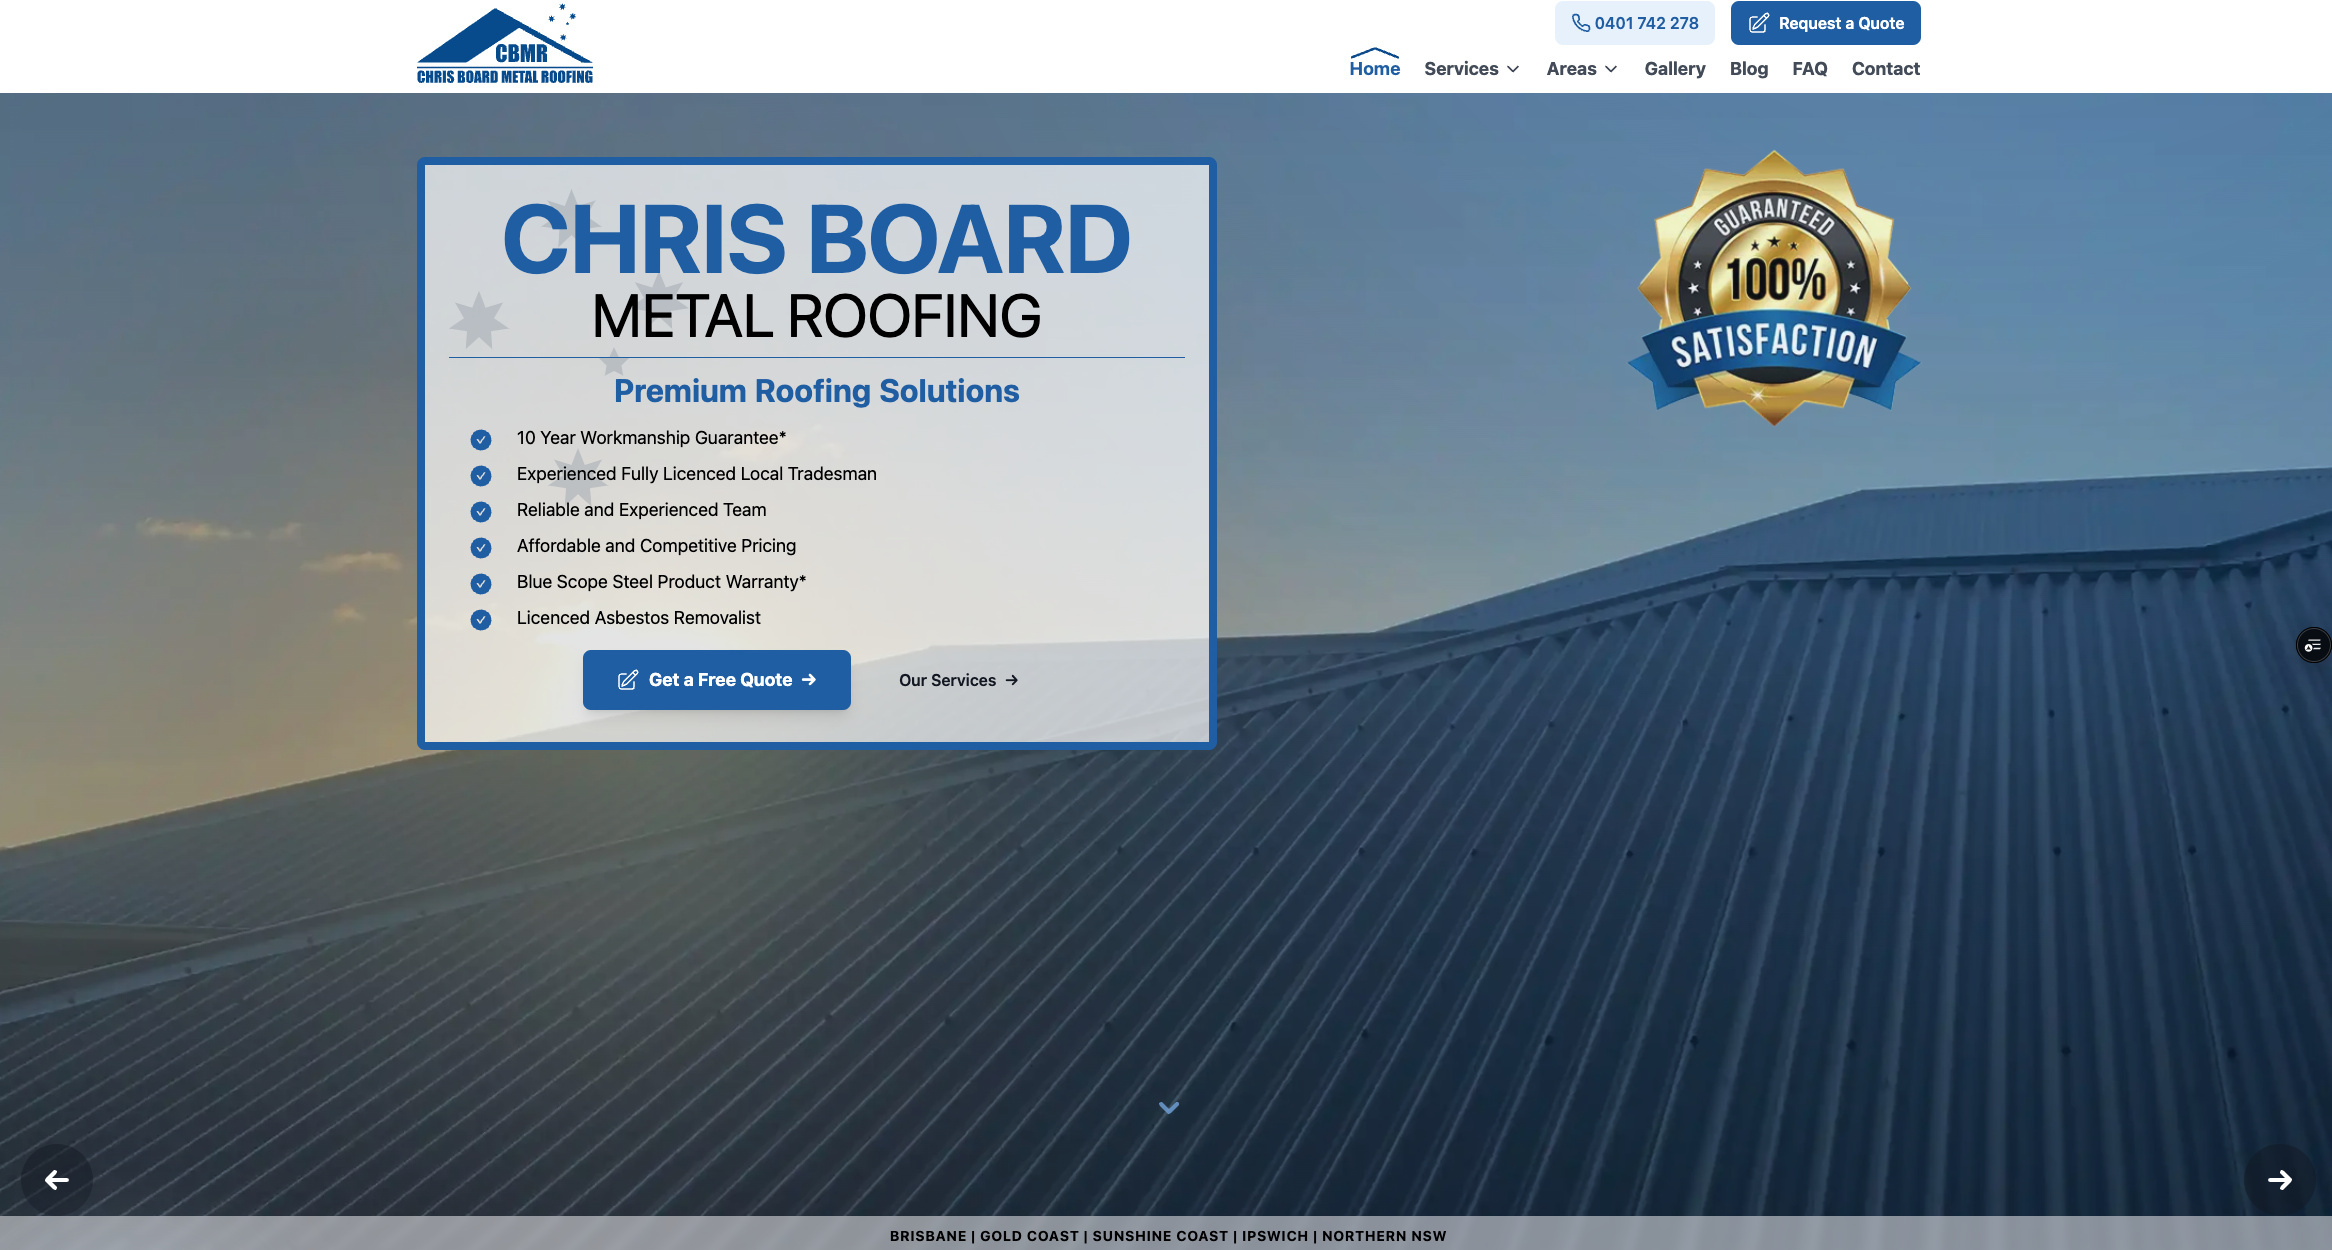 CBMR
CHRIS BOARD METAL ROOFING
0401 742 278
Request a Quote
Home
Services
Areas
Gallery
Blog
FAQ
Contact
CHRIS BOARD
METAL ROOFING
Premium Roofing Solutions
10 Year Workmanship Guarantee*
Experienced Fully Licenced Local Tradesman
Reliable and Experienced Team
Affordable and Competitive Pricing
Blue Scope Steel Product Warranty*
Licenced Asbestos Removalist
Get a Free Quote
Our Services
GUARANTEED
100%
SATISFACTION
BRISBANE | GOLD COAST | SUNSHINE COAST | IPSWICH | NORTHERN NSW